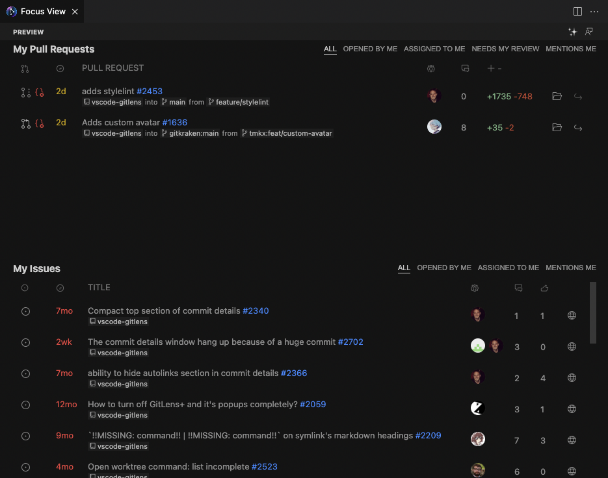 Focus View
PREVIEW
My Pull Requests
ALL OPENED BY ME ASSIGNED TO ME NEEDS MY REVIEW MENTIONS ME
PULL REQUEST + -
2d adds stylelint #2453 0 +1735 -748
vscode-gitlens into main from feature/stylelint
2d Adds custom avatar #1636 8 +35 -2
vscode-gitlens into gitkraken:main from tmkx:feat/custom-avatar
My Issues
ALL OPENED BY ME ASSIGNED TO ME MENTIONS ME
TITLE
7mo Compact top section of commit details #2340 1 1
vscode-gitlens
2wk The commit details window hang up because of a huge commit #2702 3 0
vscode-gitlens
7mo ability to hide autolinks section in commit details #2366 2 4
vscode-gitlens
12mo How to turn off GitLens+ and it's popups completely? #2059 3 1
vscode-gitlens
9mo `!!MISSING: command!! | !!MISSING: command!!` on symlink's markdown headings #2209 7 3
vscode-gitlens
4mo Open worktree command: list incomplete #2523 6 0
vscode-gitlens